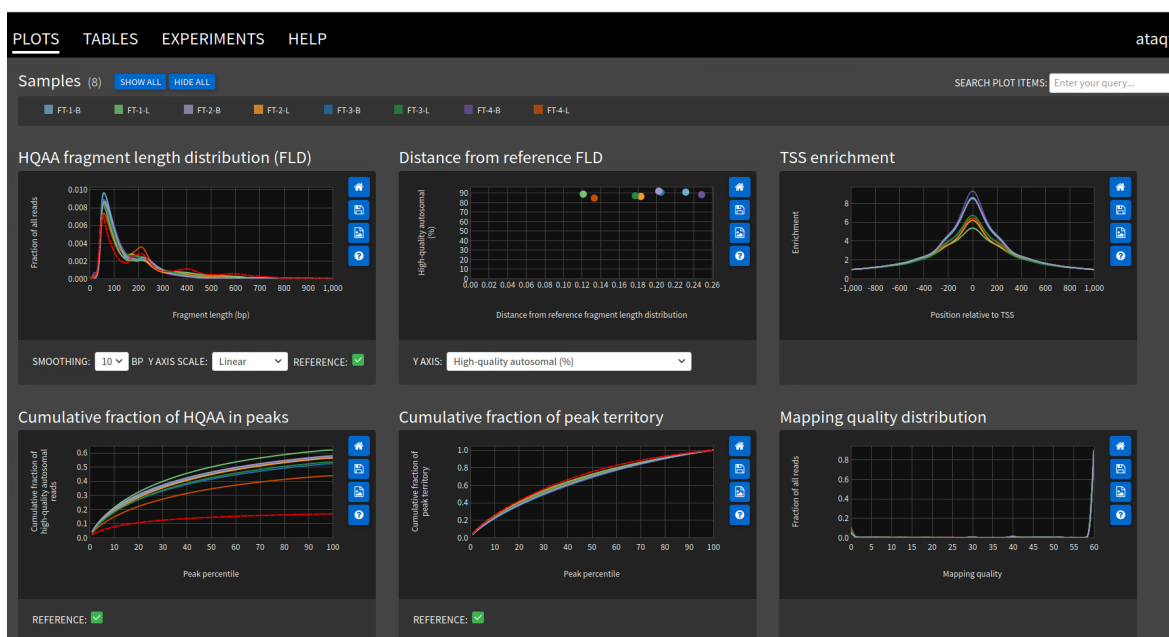 PLOTS TABLES EXPERIMENTS HELP ataq
Samples (8) SHOW ALL HIDE ALL SEARCH PLOT ITEMS: Enter your query...
FT-1-B FT-1-L FT-2-B FT-2-L FT-3-B FT-3-L FT-4-B FT-4-L
HQAA fragment length distribution (FLD)
Fraction of all reads
0.010
0.008
0.006
0.004
0.002
0.000
0 100 200 300 400 500 600 700 800 900 1,000
Fragment length (bp)
SMOOTHING: 10 BP Y AXIS SCALE: Linear REFERENCE:
Distance from reference FLD
High-quality autosomal
(%)
90
80
70
60
50
40
30
20
10
0
0.00 0.02 0.04 0.06 0.08 0.10 0.12 0.14 0.16 0.18 0.20 0.22 0.24 0.26
Distance from reference fragment length distribution
Y AXIS: High-quality autosomal (%)
TSS enrichment
Enrichment
8
6
4
2
0
-1,000 -800 -600 -400 -200 0 200 400 600 800 1,000
Position relative to TSS
Cumulative fraction of HQAA in peaks
Cumulative fraction of
high-quality autosomal
reads
0.6
0.5
0.4
0.3
0.2
0.1
0.0
0 10 20 30 40 50 60 70 80 90 100
Peak percentile
REFERENCE:
Cumulative fraction of peak territory
Cumulative fraction of
peak territory
1.0
0.8
0.6
0.4
0.2
0.0
0 10 20 30 40 50 60 70 80 90 100
Peak percentile
REFERENCE:
Mapping quality distribution
Fraction of all reads
0.8
0.6
0.4
0.2
0.0
0 5 10 15 20 25 30 35 40 45 50 55 60
Mapping quality